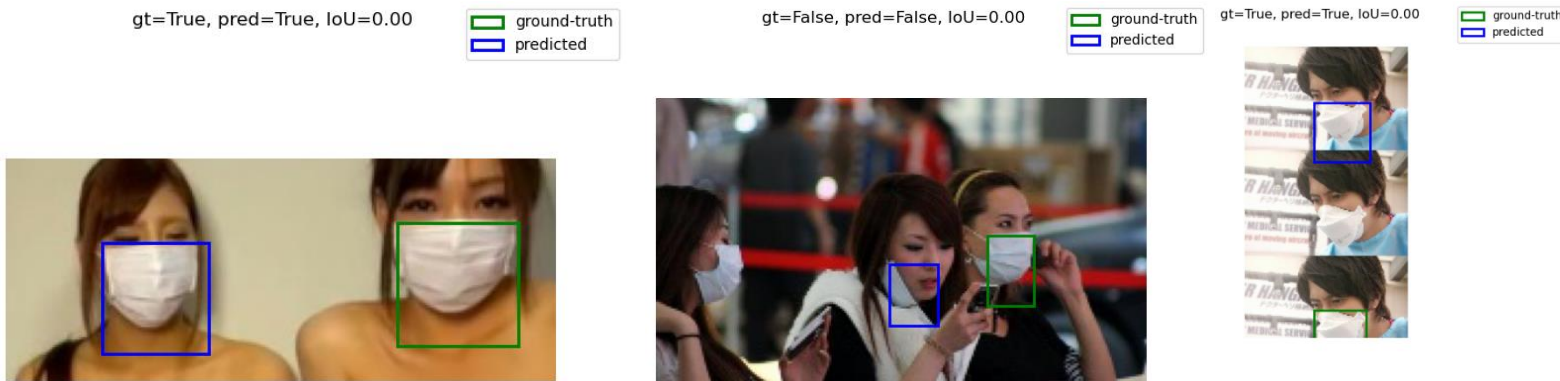 gt=True, pred=True, IoU=0.00
ground-truth
predicted
gt=False, pred=False, IoU=0.00
ground-truth
predicted
gt=True, pred=True, IoU=0.00
ground-truth
predicted
MEDICAL SERVI
MEDICAL SERVI
MEDICAL SERVI